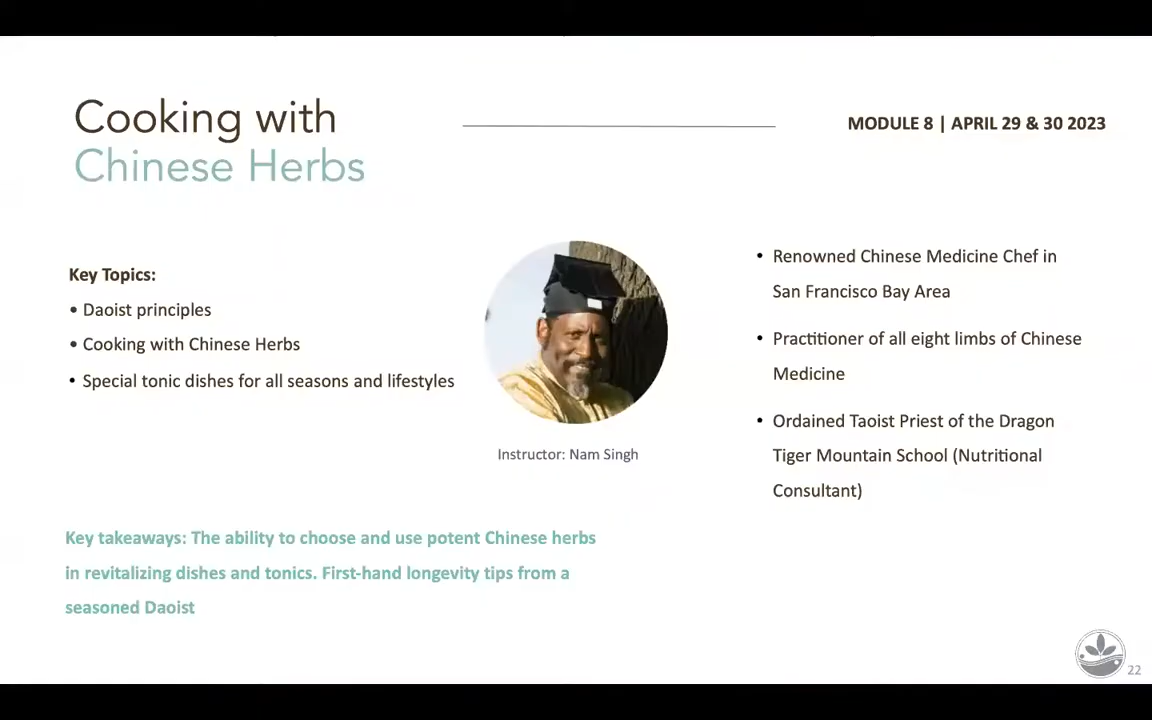 Cooking with
Chinese Herbs
MODULE 8 | APRIL 29 & 30 2023
Key Topics:
• Daoist principles
• Cooking with Chinese Herbs
• Special tonic dishes for all seasons and lifestyles
Instructor: Nam Singh
• Renowned Chinese Medicine Chef in
San Francisco Bay Area
• Practitioner of all eight limbs of Chinese
Medicine
• Ordained Taoist Priest of the Dragon
Tiger Mountain School (Nutritional
Consultant)
Key takeaways: The ability to choose and use potent Chinese herbs
in revitalizing dishes and tonics. First-hand longevity tips from a
seasoned Daoist
22